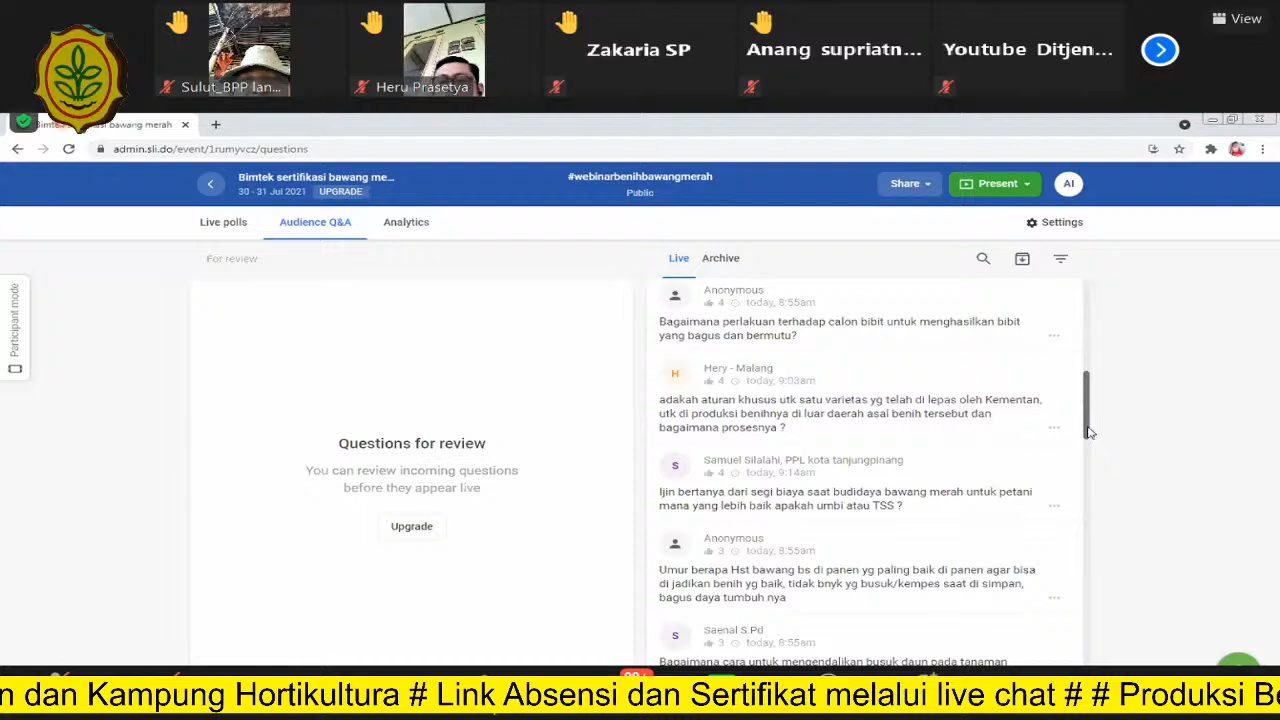 View
Sulut_BPP lan...
Heru Prasetya
Zakaria SP
Anang supriatn...
Youtube Ditjen...
bawang merah
admin.sli.do/event/1rumyvcz/questions
Bimtek sertifikasi bawang me...
30 - 31 Jul 2021 UPGRADE
#webinarbenihbawangmerah
Public
Share
Present
AI
Live polls
Audience Q&A
Analytics
Settings
Participant mode
For review
Questions for review
You can review incoming questions
before they appear live
Upgrade
Live Archive
Anonymous
4 today, 8:55am
Bagaimana perlakuan terhadap calon bibit untuk menghasilkan bibit
yang bagus dan bermutu?
H
Hery - Malang
4 today, 9:03am
adakah aturan khusus utk satu varietas yg telah di lepas oleh Kementan,
utk di produksi benihnya di luar daerah asal benih tersebut dan
bagaimana prosesnya ?
S
Samuel Silalahi, PPL kota tanjungpinang
4 today, 9:14am
Ijin bertanya dari segi biaya saat budidaya bawang merah untuk petani
mana yang lebih baik apakah umbi atau TSS ?
Anonymous
3 today, 8:55am
Umur berapa Hst bawang bs di panen yg paling baik di panen agar bisa
di jadikan benih yg baik, tidak bnyk yg busuk/kempes saat di simpan,
bagus daya tumbuh nya
S
Saenal S.Pd
3 today, 8:55am
Bagaimana cara untuk mengendalikan busuk daun pada tanaman
n dan Kampung Hortikultura # Link Absensi dan Sertifikat melalui live chat # # Produksi B